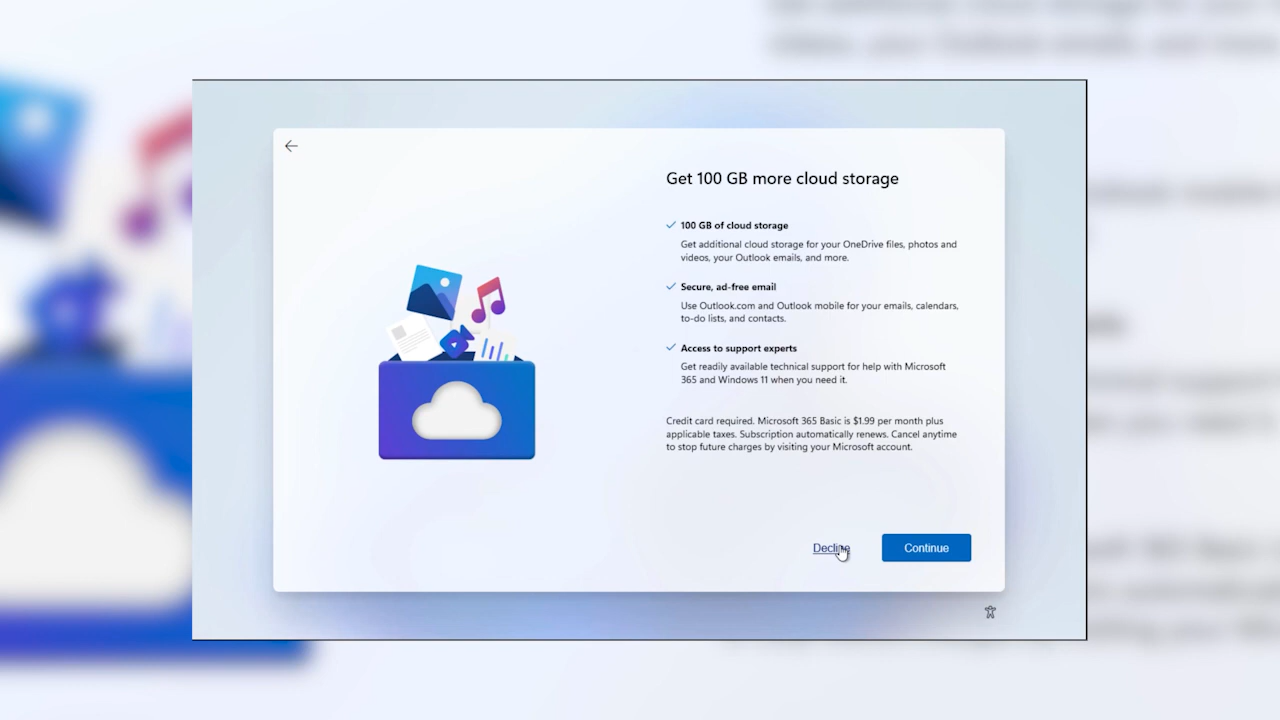 Get 100 GB more cloud storage
100 GB of cloud storage
Get additional cloud storage for your OneDrive files, photos and
videos, your Outlook emails, and more.
Secure, ad-free email
Use Outlook.com and Outlook mobile for your emails, calendars,
to-do lists, and contacts.
Access to support experts
Get readily available technical support for help with Microsoft
365 and Windows 11 when you need it.
Credit card required. Microsoft 365 Basic is $1.99 per month plus
applicable taxes. Subscription automatically renews. Cancel anytime
to stop future charges by visiting your Microsoft account.
Decline
Continue